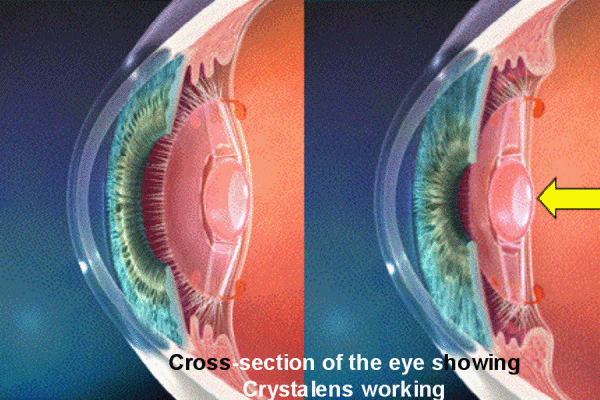 Cross-section of the eye showing
Crystalens working